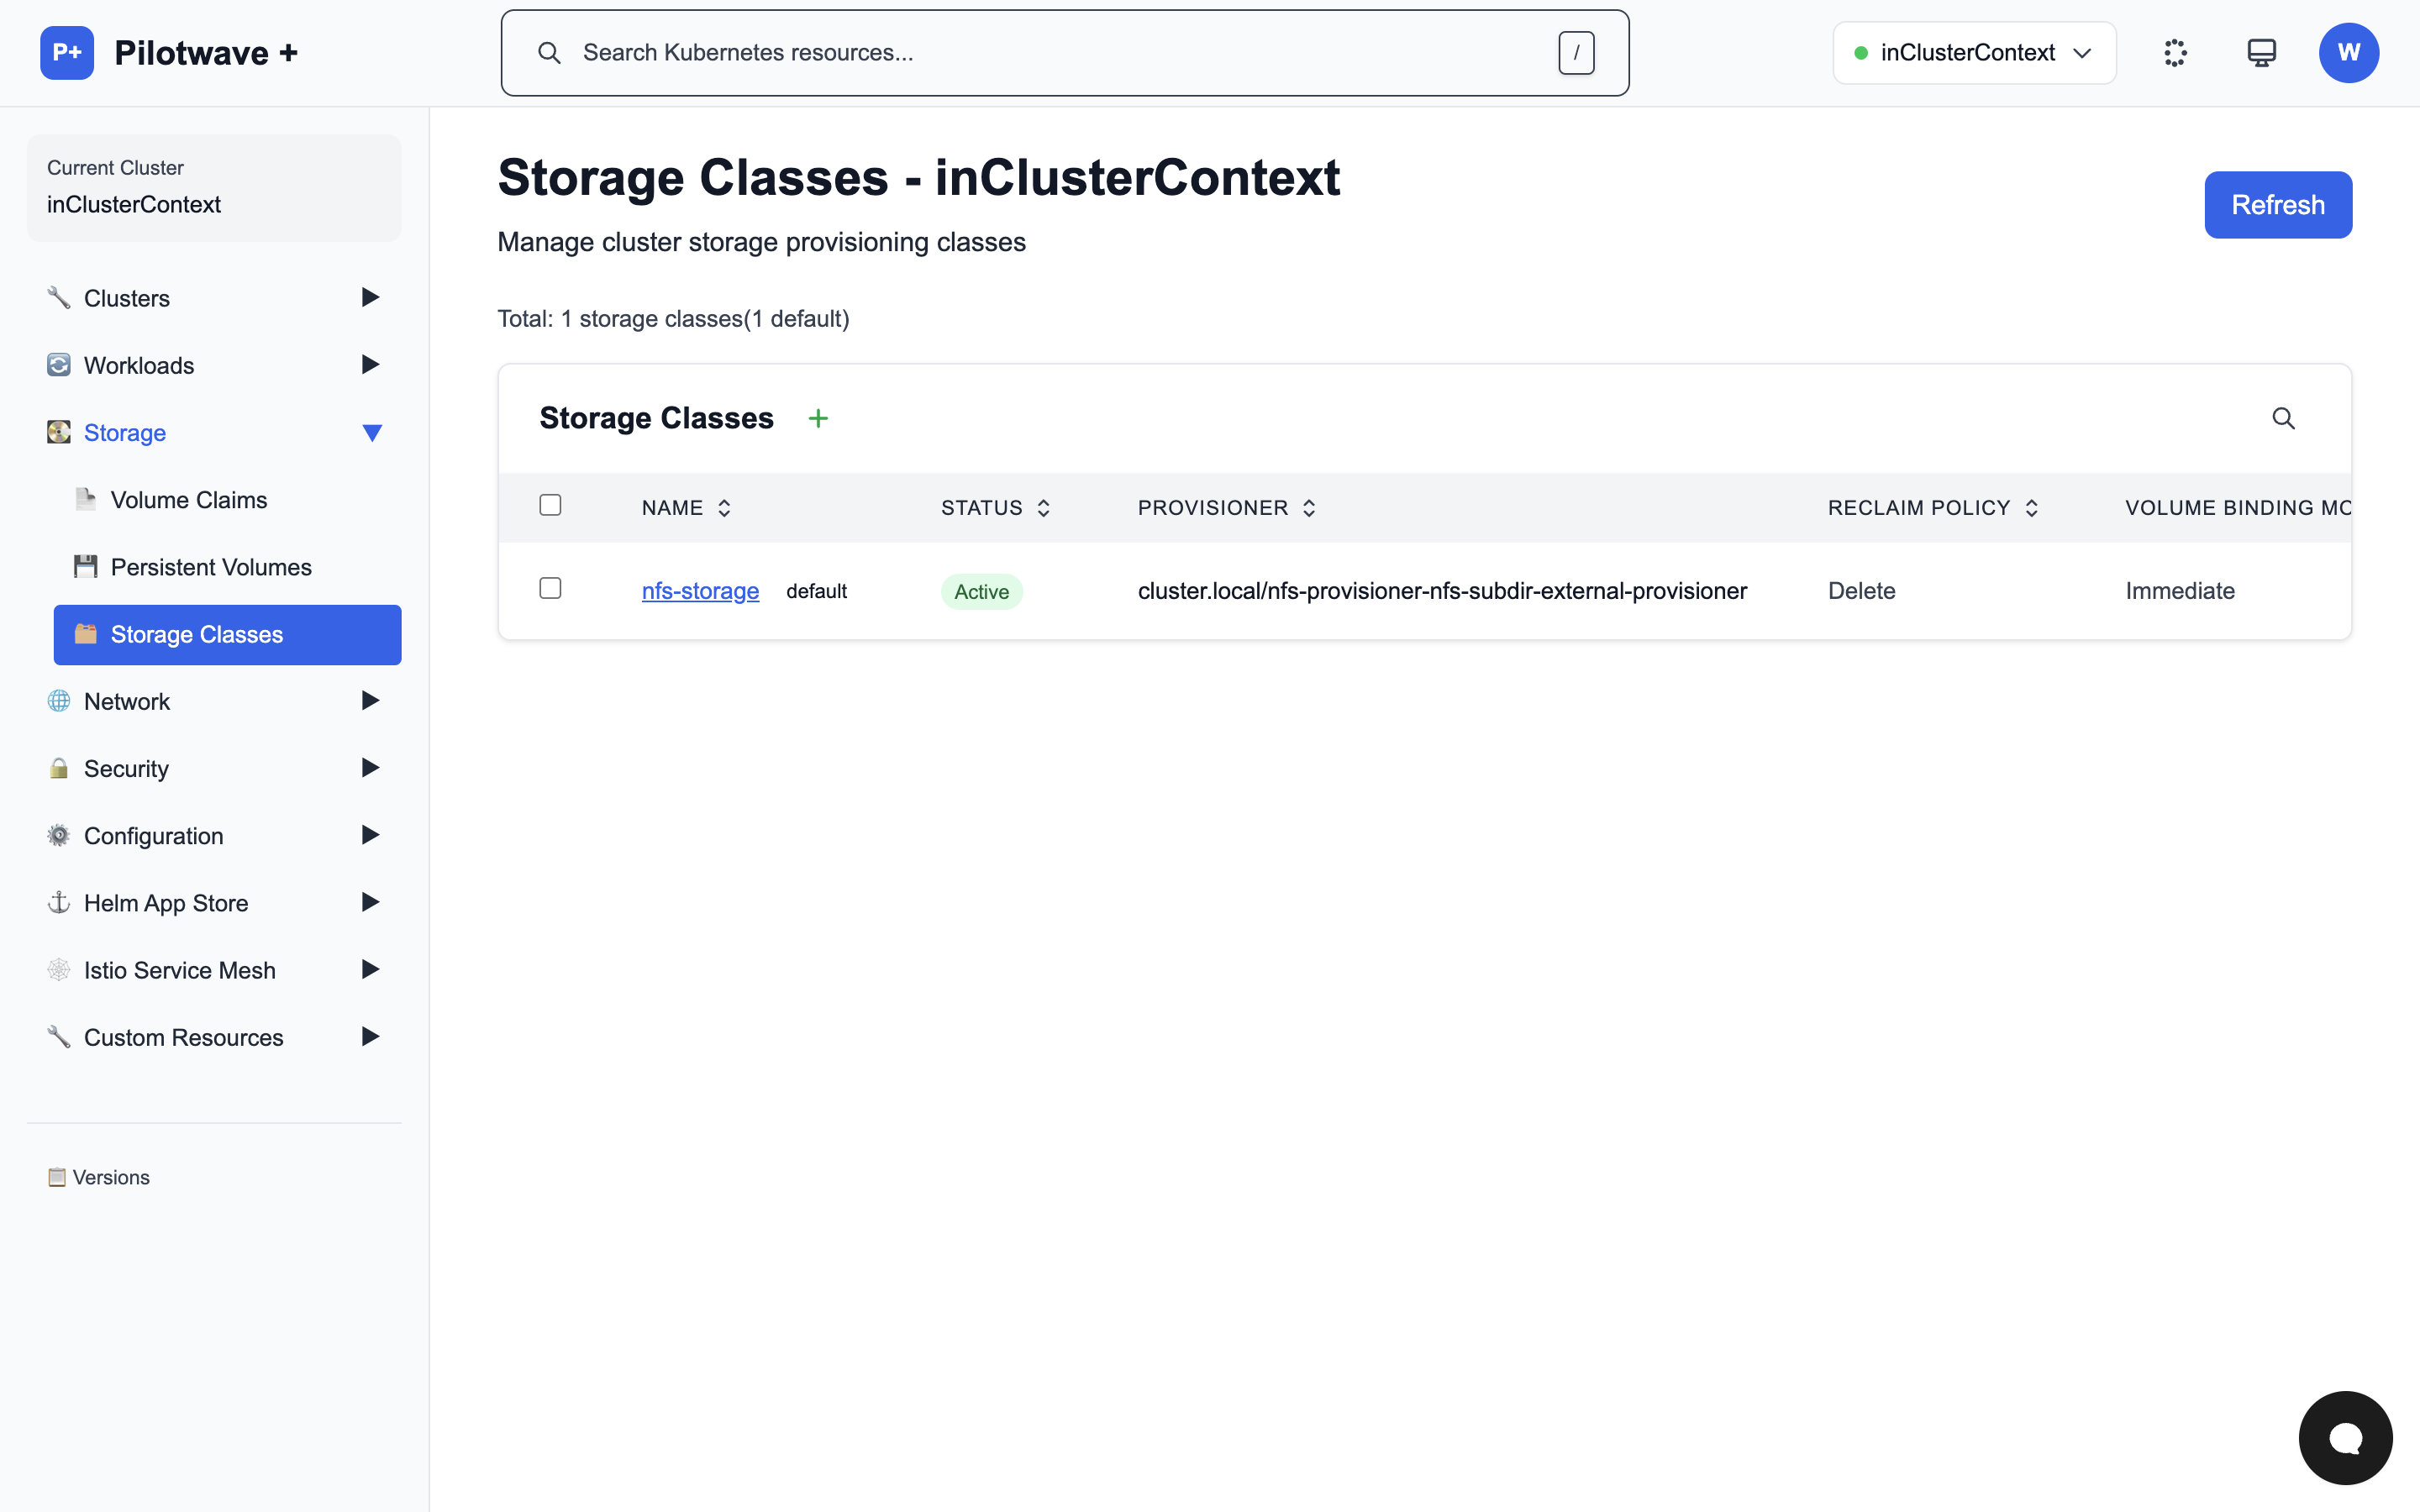 P+ Pilotwave +
Search Kubernetes resources... /
inClusterContext
W
Current Cluster
inClusterContext
Clusters
Workloads
Storage
Volume Claims
Persistent Volumes
Storage Classes
Network
Security
Configuration
Helm App Store
Istio Service Mesh
Custom Resources
Versions
Storage Classes - inClusterContext
Manage cluster storage provisioning classes
Refresh
Total: 1 storage classes(1 default)
Storage Classes +
NAME STATUS PROVISIONER RECLAIM POLICY VOLUME BINDING MO
nfs-storage default Active cluster.local/nfs-provisioner-nfs-subdir-external-provisioner Delete Immediate